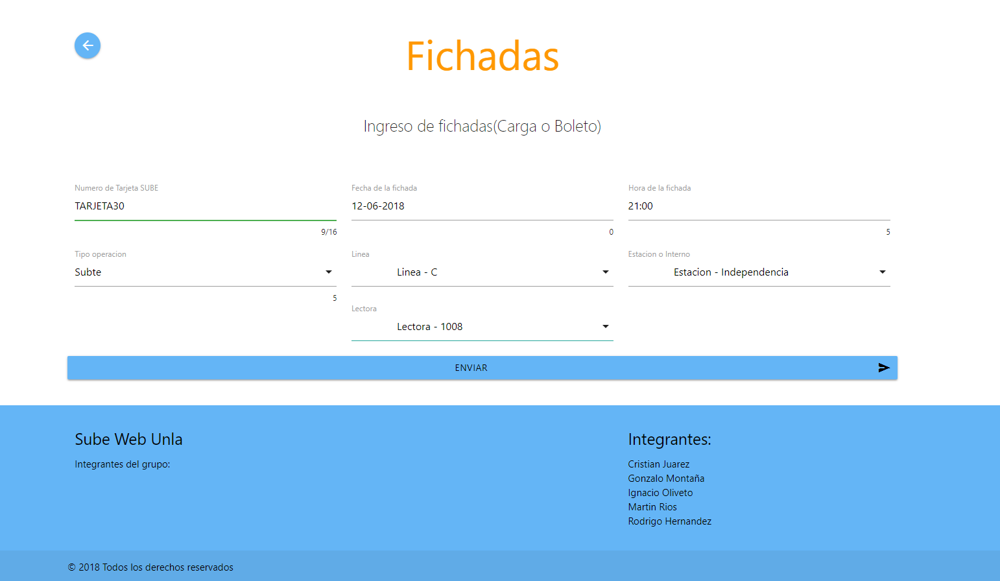 Fichadas
Ingreso de fichadas(Carga o Boleto)
Numero de Tarjeta SUBE
TARJETA30
9/16
Fecha de la fichada
12-06-2018
0
Hora de la fichada
21:00
5
Tipo operacion
Subte
5
Linea
Linea - C
Estacion o Interno
Estacion - Independencia
Lectora
Lectora - 1008
ENVIAR
Sube Web Unla
Integrantes del grupo:
Integrantes:
Cristian Juarez
Gonzalo Montaña
Ignacio Oliveto
Martin Rios
Rodrigo Hernandez
© 2018 Todos los derechos reservados